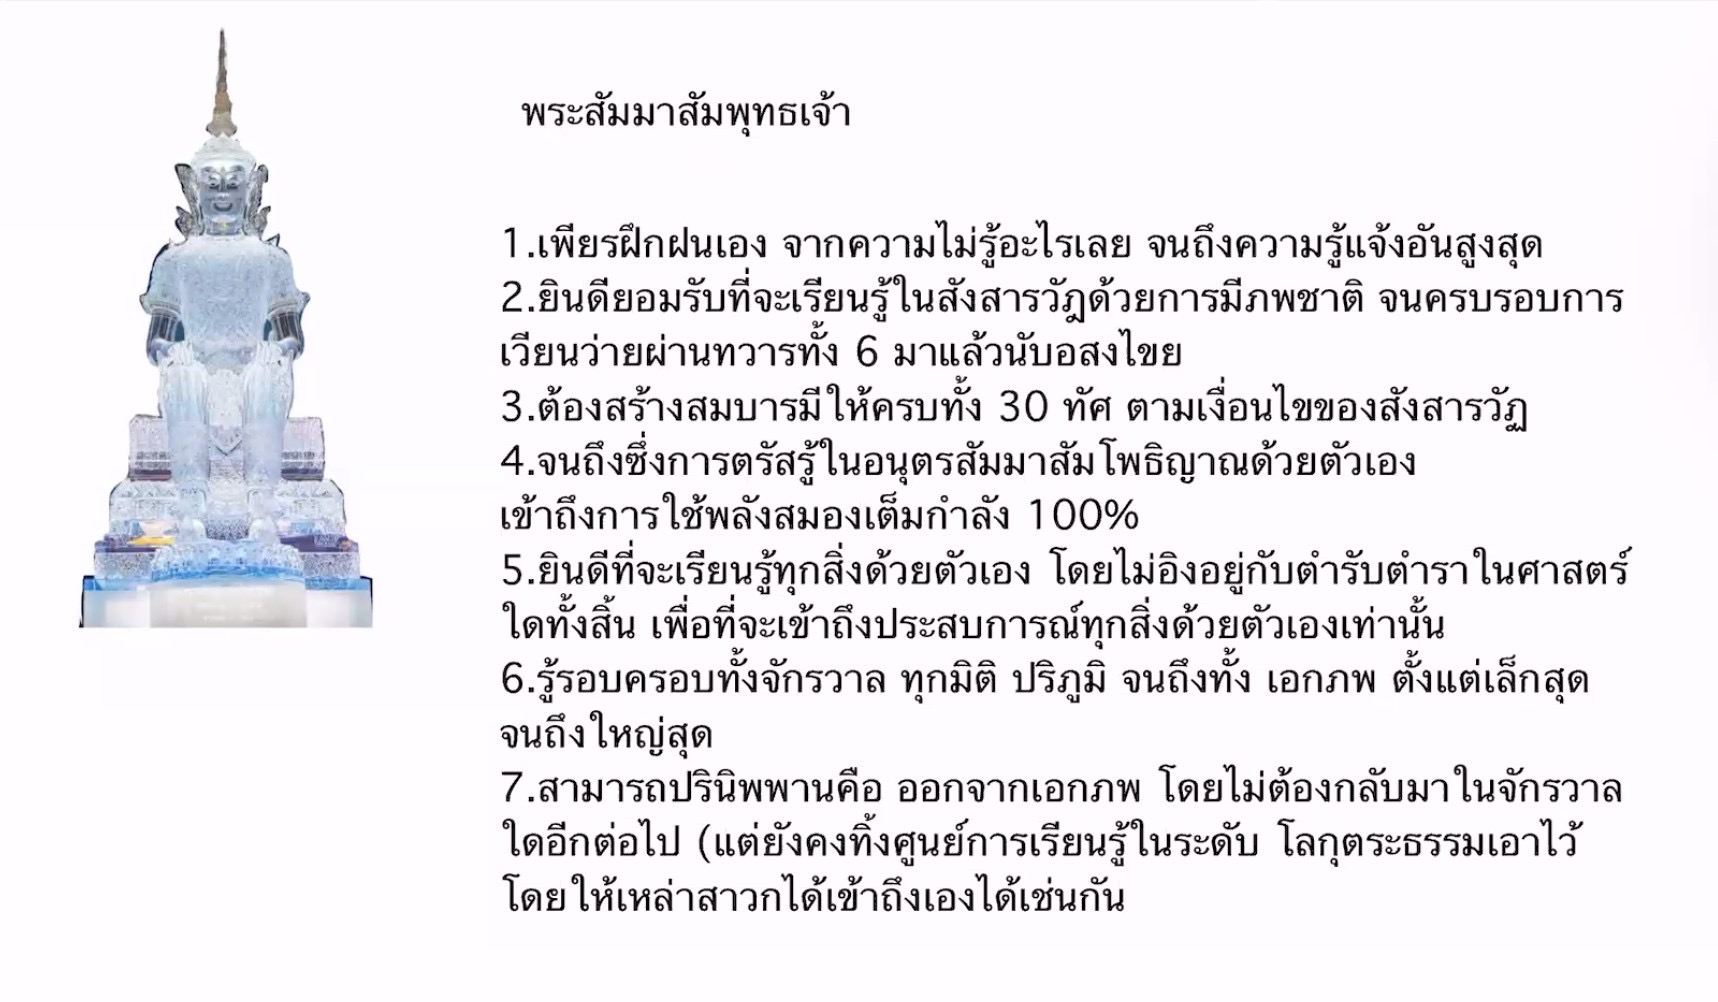 พระสัมมาสัมพุทธเจ้า
1.เพียรฝึกฝนเอง จากความไม่รู้อะไรเลย จนถึงความรู้แจ้งอันสูงสุด
2.ยินดียอมรับที่จะเรียนรู้ในสังสารวัฎด้วยการมีภพชาติ จนครบรอบการ
เวียนว่ายผ่านทวารทั้ง 6 มาแล้วนับอสงไขย
3.ต้องสร้างสมบารมีให้ครบทั้ง 30 ทัศ ตามเงื่อนไขของสังสารวัฏ
4.จนถึงซึ่งการตรัสรู้ในอนุตรสัมมาสัมโพธิญาณด้วยตัวเอง
เข้าถึงการใช้พลังสมองเต็มกำลัง 100%
5.ยินดีที่จะเรียนรู้ทุกสิ่งด้วยตัวเอง โดยไม่อิงอยู่กับตำรับตำราในศาสตร์
ใดทั้งสิ้น เพื่อที่จะเข้าถึงประสบการณ์ทุกสิ่งด้วยตัวเองเท่านั้น
6.รู้รอบครอบทั้งจักรวาล ทุกมิติ ปริภูมิ จนถึงทั้ง เอกภพ ตั้งแต่เล็กสุด
จนถึงใหญ่สุด
7.สามารถปรินิพพานคือ ออกจากเอกภพ โดยไม่ต้องกลับมาในจักรวาล
ใดอีกต่อไป (แต่ยังคงทิ้งศูนย์การเรียนรู้ในระดับ โลกุตระธรรมเอาไว้
โดยให้เหล่าสาวกได้เข้าถึงเองได้เช่นกัน